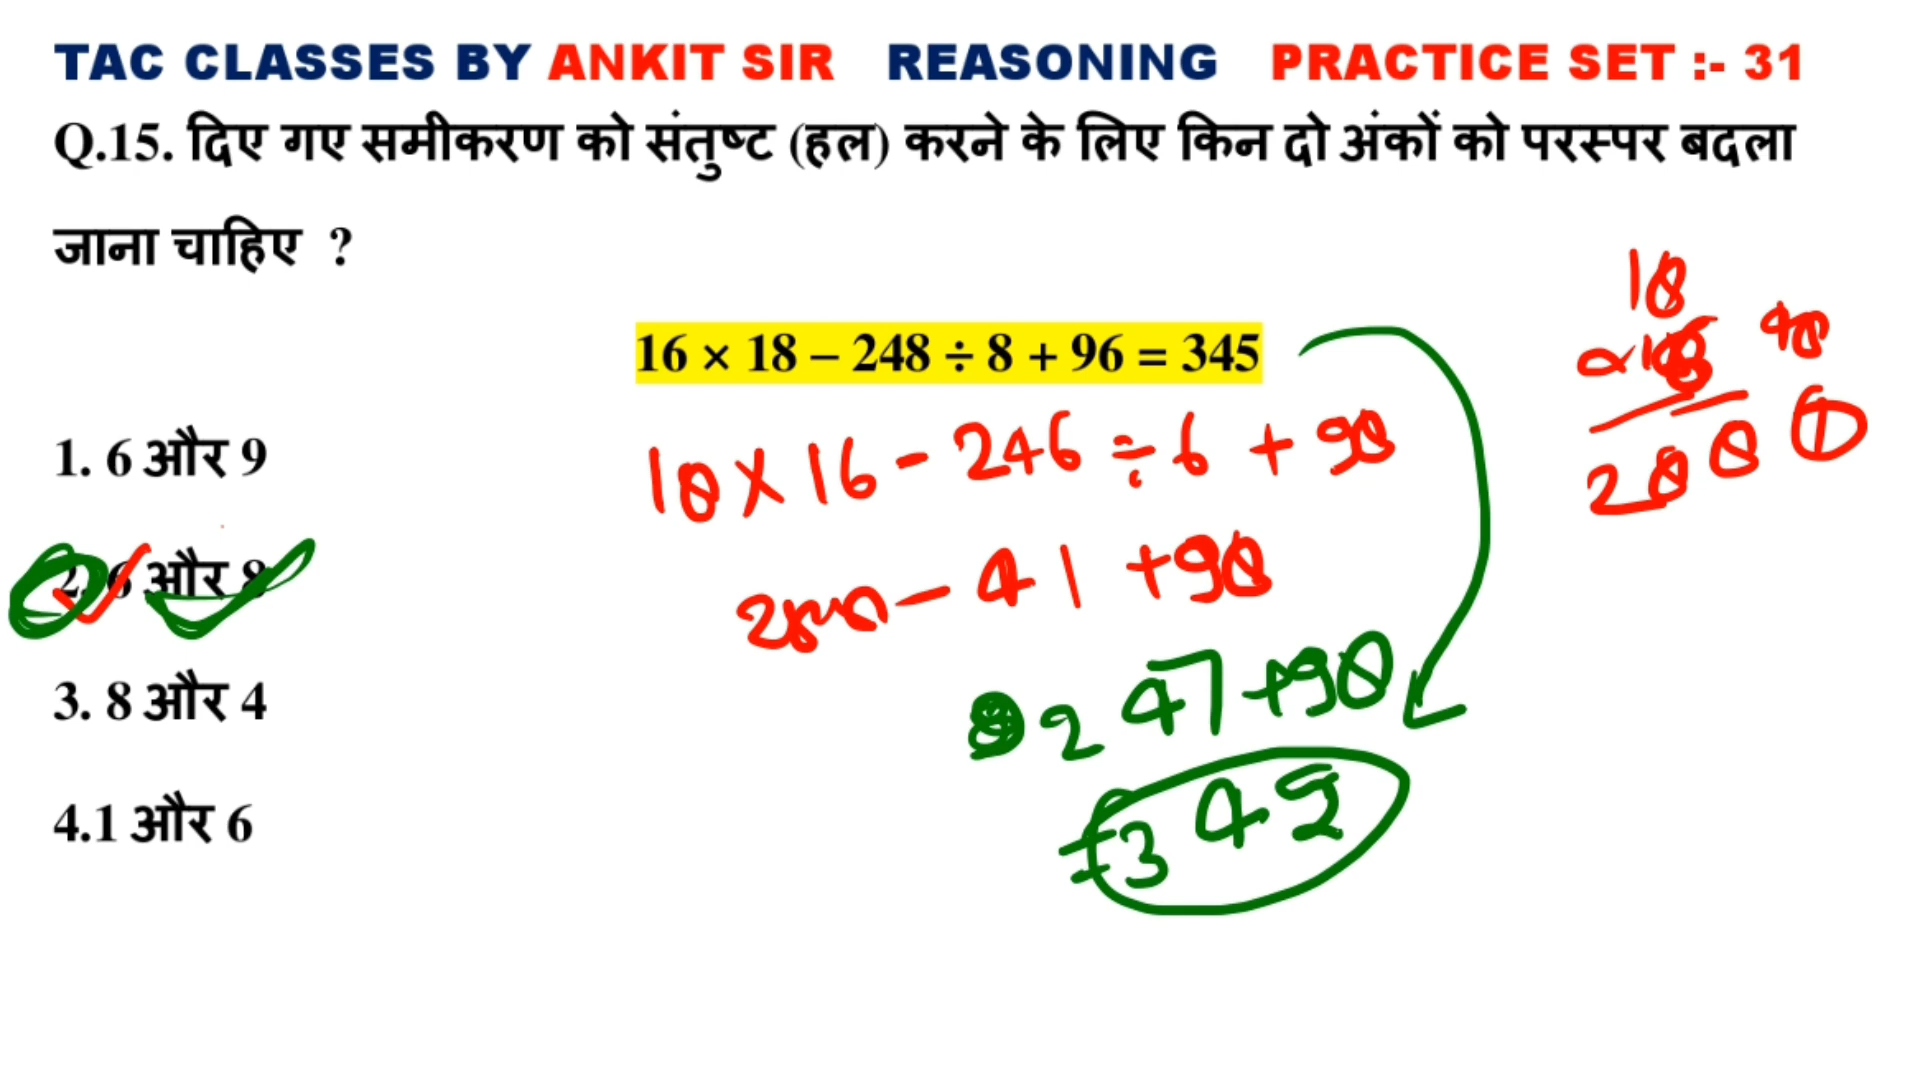 TAC CLASSES BY ANKIT SIR REASONING PRACTICE SET :- 31
Q.15. दिए गए समीकरण को संतुष्ट (हल) करने के लिए किन दो अंकों को परस्पर बदला
जाना चाहिए ?
16 × 18 – 248 ÷ 8 + 96 = 345
1. 6 और 9
2. 6 और 8
3. 8 और 4
4.1 और 6
18 × 16 - 246 ÷ 6 + 98
- 41 + 98
247 + 98
= 345
18
288
48